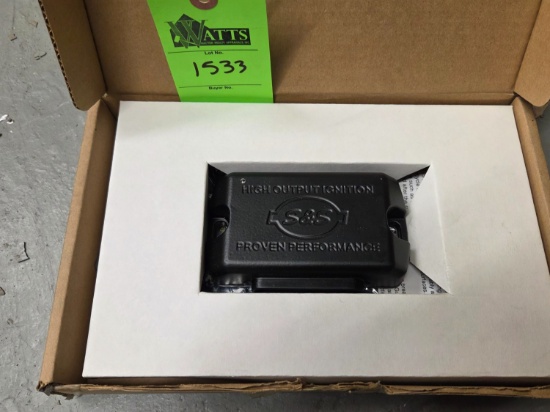 WATTS
Lot No.
1533
Buyer No.
HIGH OUTPUT IGNITION
S&S
PROVEN PERFORMANCE